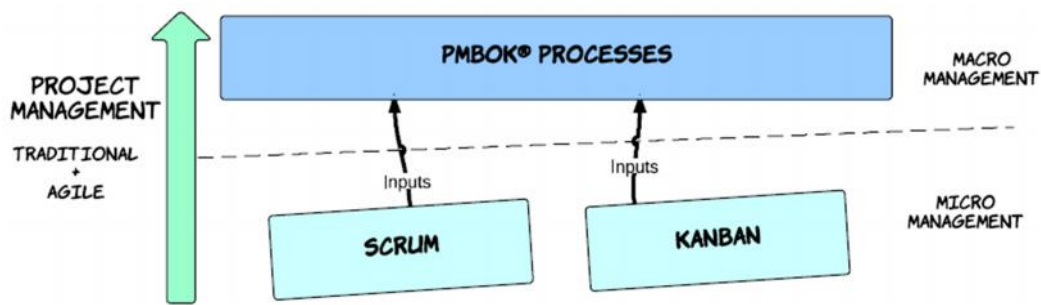 PMBOK® PROCESSES
MACRO
MANAGEMENT
PROJECT
MANAGEMENT
TRADITIONAL
+
AGILE
Inputs
Inputs
SCRUM
KANBAN
MICRO
MANAGEMENT